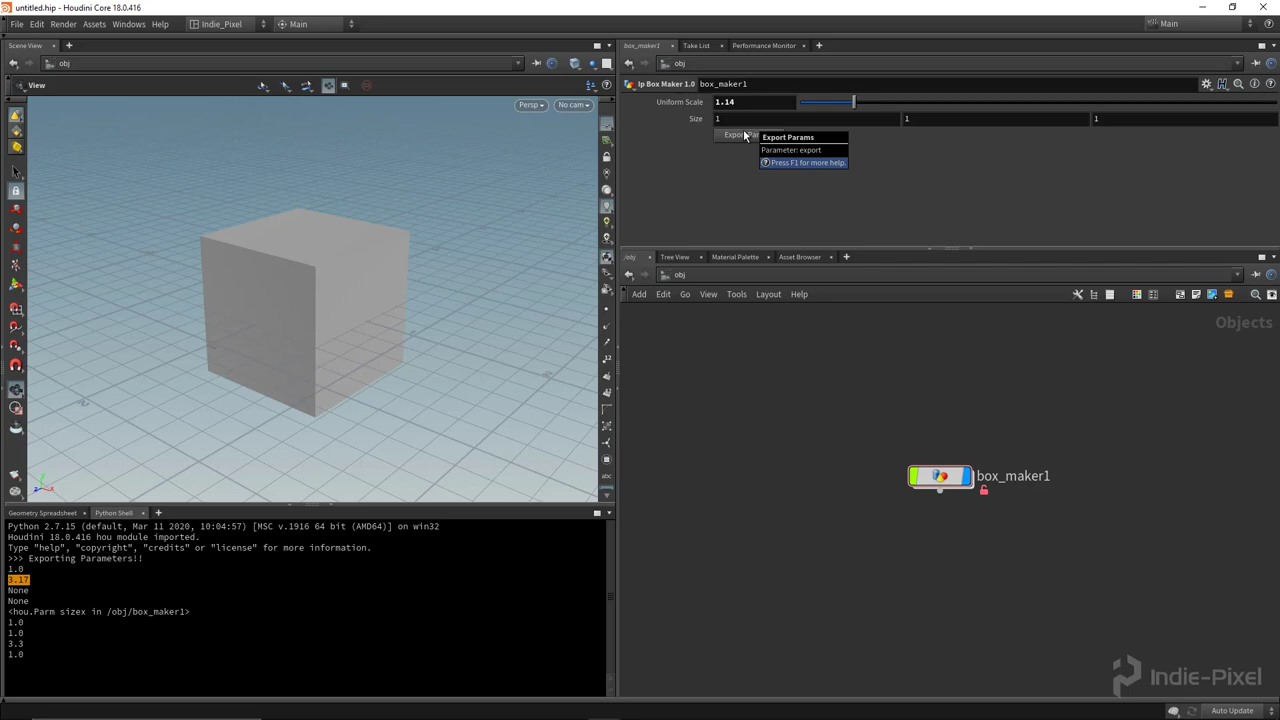 untitled.hip - Houdini Core 18.0.416
File Edit Render Assets Windows Help Indie_Pixel Main Main
Scene View
obj
View
Persp No cam
12
abc
Geometry Spreadsheet Python Shell
Python 2.7.15 (default, Mar 11 2020, 10:04:57) [MSC v.1916 64 bit (AMD64)] on win32
Houdini 18.0.416 hou module imported.
Type "help", "copyright", "credits" or "license" for more information.
>>> Exporting Parameters!!
1.0
3.17
None
None
<hou.Parm sizex in /obj/box_maker1>
1.0
1.0
3.3
1.0
box_maker1 Take List Performance Monitor
obj
Ip Box Maker 1.0 box_maker1
Uniform Scale 1.14
Size 1 1 1
Export Par
Export Params
Parameter: export
Press F1 for more help.
/obj Tree View Material Palette Asset Browser
obj
Add Edit Go View Tools Layout Help
Objects
box_maker1
Indie-Pixel
Auto Update